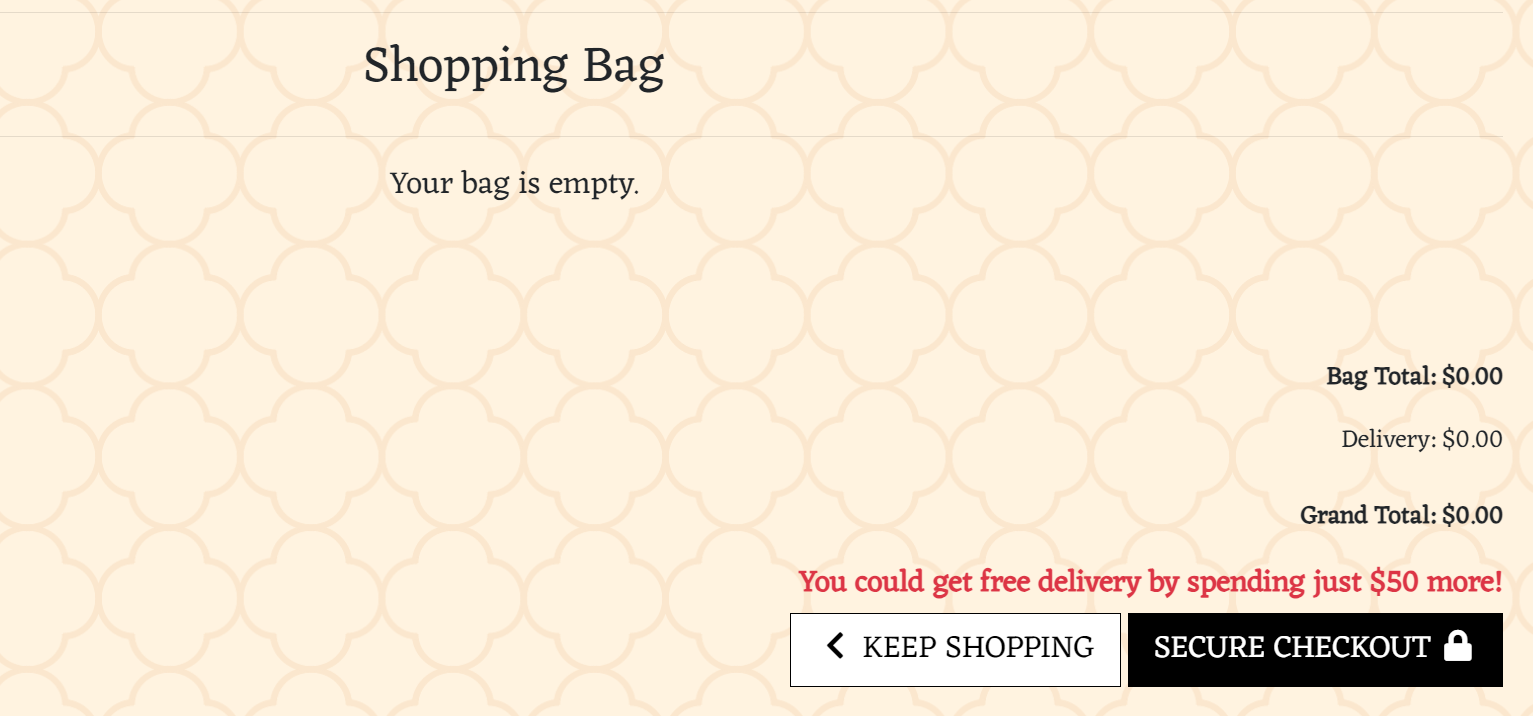 Shopping Bag
Your bag is empty.
Bag Total: $0.00
Delivery: $0.00
Grand Total: $0.00
You could get free delivery by spending just $50 more!
KEEP SHOPPING
SECURE CHECKOUT